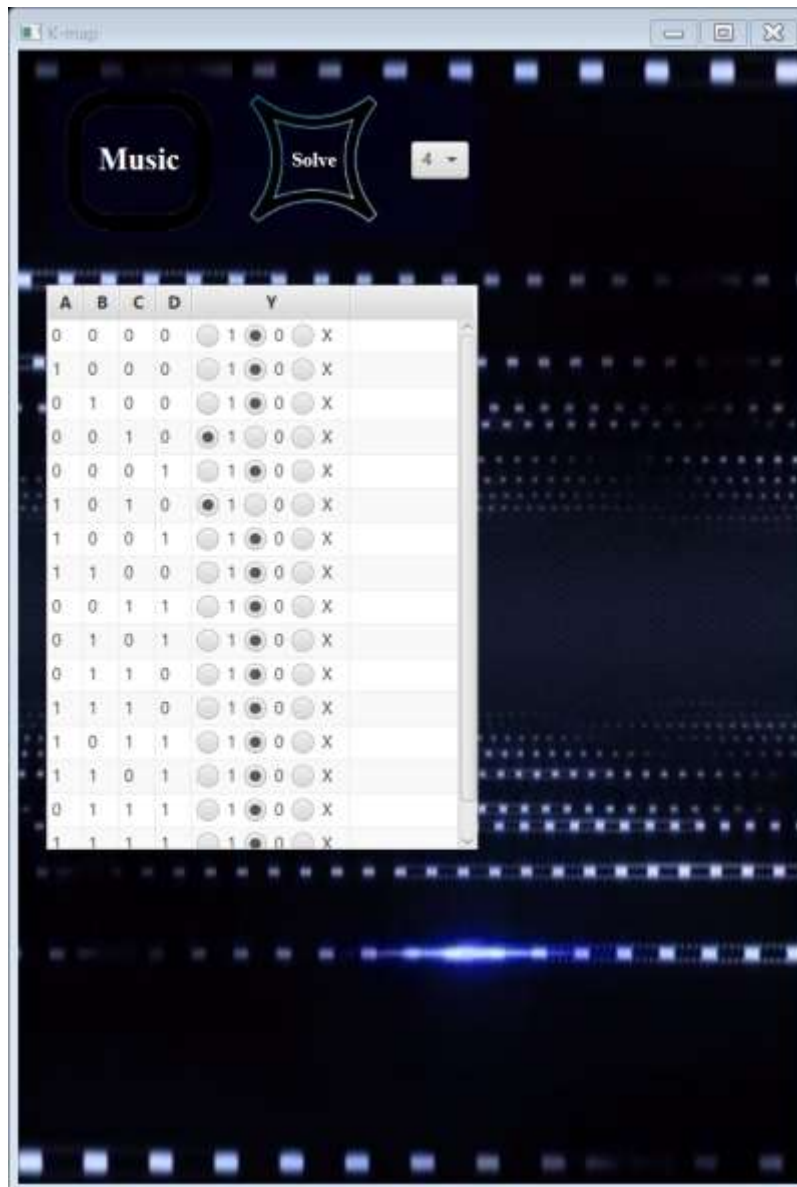 K-map
Music Solve 4
A B C D Y
0 0 0 0 1 0 X
1 0 0 0 1 0 X
0 1 0 0 1 0 X
0 0 1 0 1 0 X
0 0 0 1 1 0 X
1 0 1 0 1 0 X
1 0 0 1 1 0 X
1 1 0 0 1 0 X
0 0 1 1 1 0 X
0 1 0 1 1 0 X
0 1 1 0 1 0 X
1 1 1 0 1 0 X
1 0 1 1 1 0 X
1 1 0 1 1 0 X
0 1 1 1 1 0 X
1 1 1 1 1 0 X